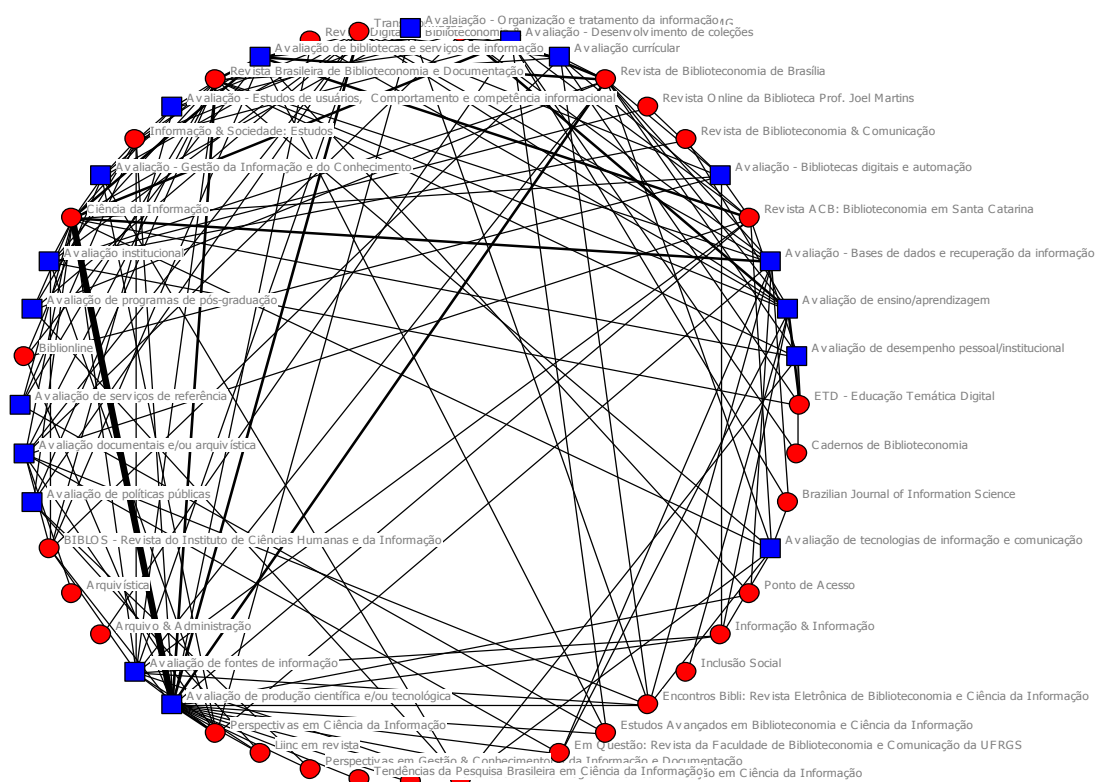 Avalaiação - Organização e tratamento da informação
Avaliação - Desenvolvimento de coleções
Avaliação de bibliotecas e serviços de informação
Avaliação currícular
Revista Brasileira de Biblioteconomia e Documentação
Revista de Biblioteconomia de Brasília
Avaliação - Estudos de usuários, Comportamento e competência informacional
Revista Online da Biblioteca Prof. Joel Martins
Informação & Sociedade: Estudos
Revista de Biblioteconomia & Comunicação
Avaliação - Gestão da Informação e do Conhecimento
Avaliação - Bibliotecas digitais e automação
Ciência da Informação
Revista ACB: Biblioteconomia em Santa Catarina
Avaliação institucional
Avaliação - Bases de dados e recuperação da informação
Avaliação de programas de pós-graduação
Avaliação de ensino/aprendizagem
Biblionline
Avaliação de desempenho pessoal/institucional
Avaliação de serviços de referência
ETD - Educação Temática Digital
Avaliação documentais e/ou arquivística
Cadernos de Biblioteconomia
Avaliação de políticas públicas
Brazilian Journal of Information Science
BIBLOS - Revista do Instituto de Ciências Humanas e da Informação
Avaliação de tecnologias de informação e comunicação
Arquivística
Ponto de Acesso
Arquivo & Administração
Informação & Informação
Avaliação de fontes de informação
Inclusão Social
Avaliação de produção científica e/ou tecnológica
Encontros Bibli: Revista Eletrônica de Biblioteconomia e Ciência da Informação
Perspectivas em Ciência da Informação
Estudos Avançados em Biblioteconomia e Ciência da Informação
Liinc em revista
Em Questão: Revista da Faculdade de Biblioteconomia e Comunicação da UFRGS
Perspectivas em Gestão & Conhecimento
da Informação e Documentação
Tendências da Pesquisa Brasileira em Ciência da Informação
em Ciência da Informação